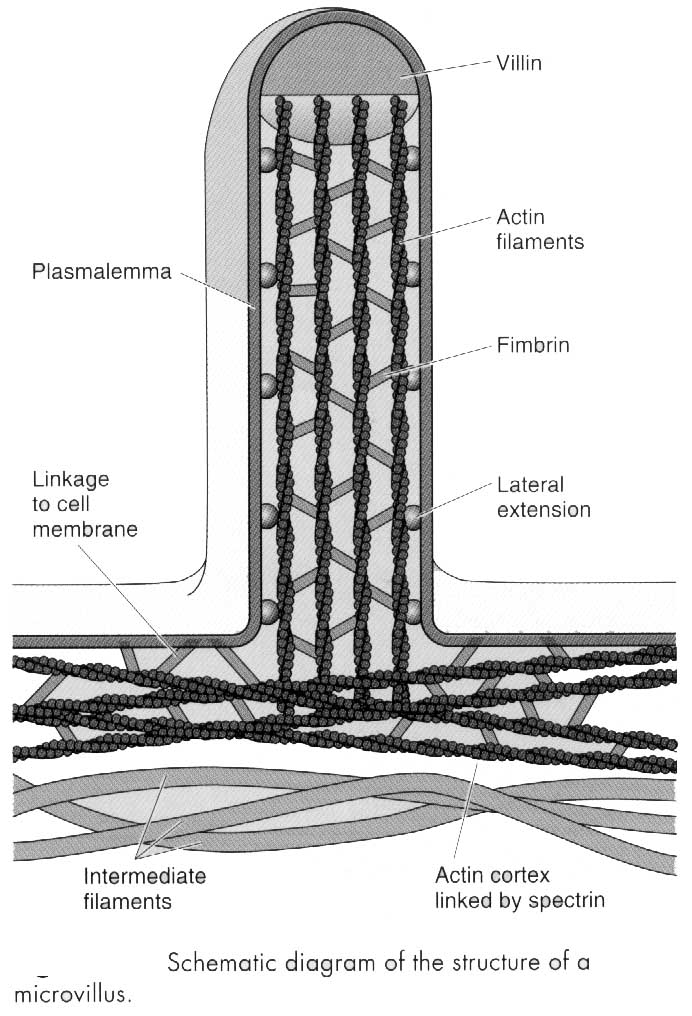 Villin
Actin
filaments
Plasmalemma
Fimbrin
Linkage
to cell
membrane
Lateral
extension
Intermediate
filaments
Actin cortex
linked by spectrin
Schematic diagram of the structure of a
microvillus.